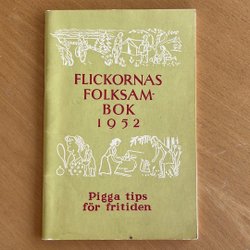 FLICKORNAS
FOLKSAM-
BOK
1952
Pigga tips
för fritiden